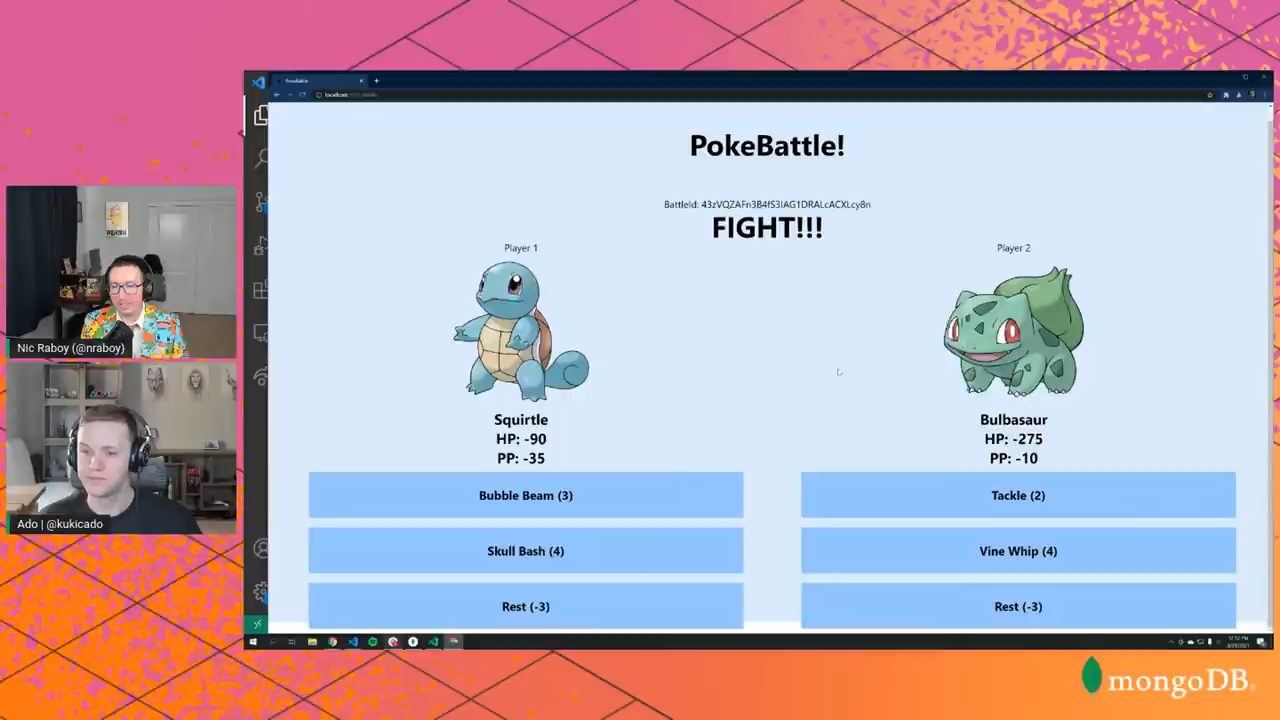 PokeBattle
localhost
PokeBattle!
BattleId: 43zVQZAFn3B4fS3IAG1DRALcACXLcy8n
FIGHT!!!
Player 1
Player 2
Squirtle
HP: -90
PP: -35
Bulbasaur
HP: -275
PP: -10
Bubble Beam (3)
Tackle (2)
Skull Bash (4)
Vine Whip (4)
Rest (-3)
Rest (-3)
Nic Raboy (@nraboy)
Ado | @kukicado
mongoDB.